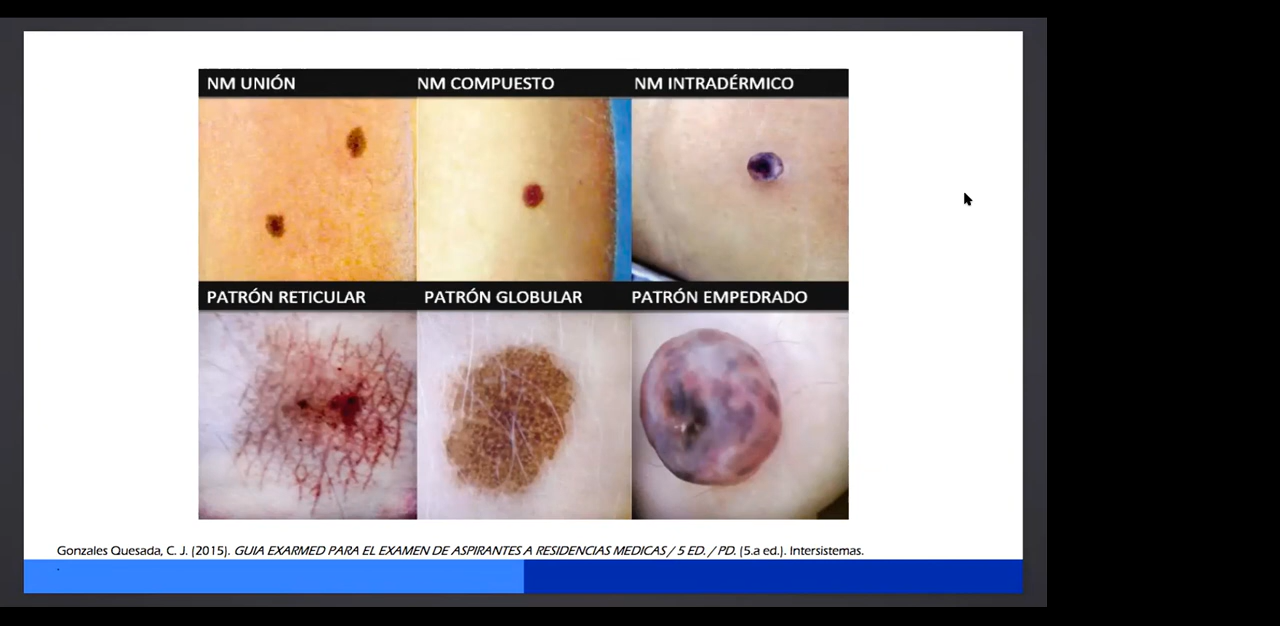 NM UNIÓN NM COMPUESTO NM INTRADÉRMICO
PATRÓN RETICULAR PATRÓN GLOBULAR PATRÓN EMPEDRADO
Gonzales Quesada, C. J. (2015). GUIA EXARMED PARA EL EXAMEN DE ASPIRANTES A RESIDENCIAS MEDICAS / 5 ED. / PD. (5.a ed.). Intersistemas.
.